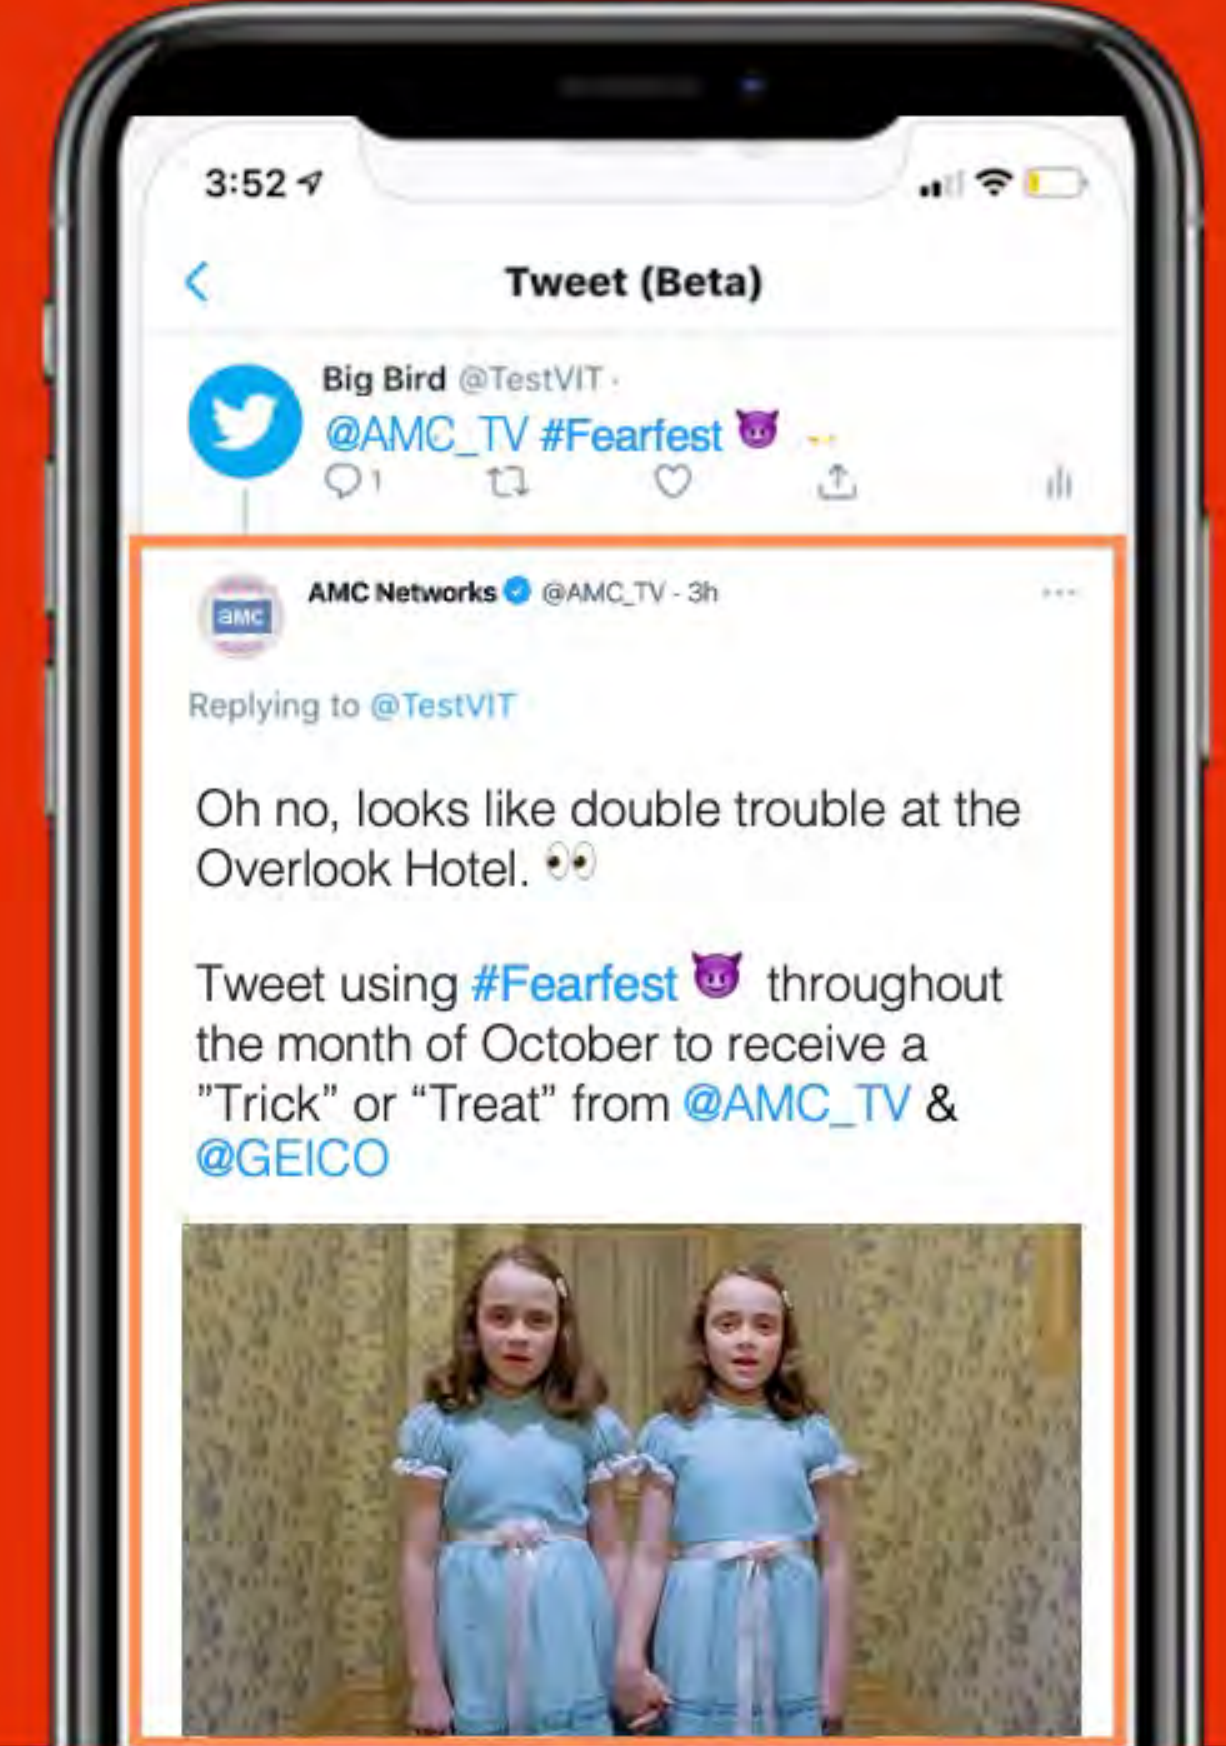 3:52
Tweet (Beta)
Big Bird @TestVIT ·
@AMC_TV #Fearfest 😈
1
AMC Networks @AMC_TV - 3h
aMC
Replying to @TestVIT
Oh no, looks like double trouble at the
Overlook Hotel. 👀
Tweet using #Fearfest 😈 throughout
the month of October to receive a
”Trick” or “Treat” from @AMC_TV &
@GEICO